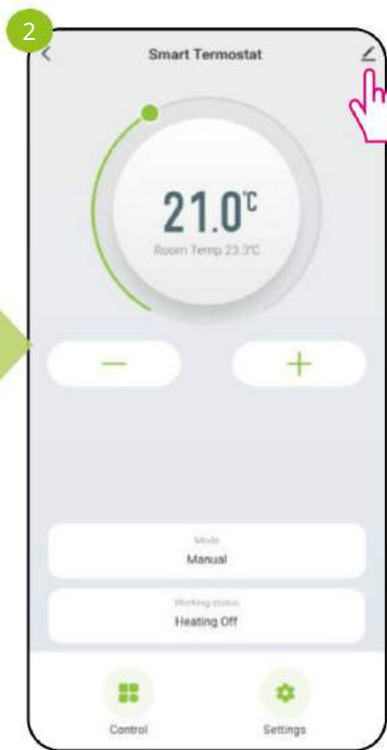 2
Smart Termostat
21.0°C
Room Temp 23.3°C
Mode
Manual
Working status
Heating Off
Control
Settings